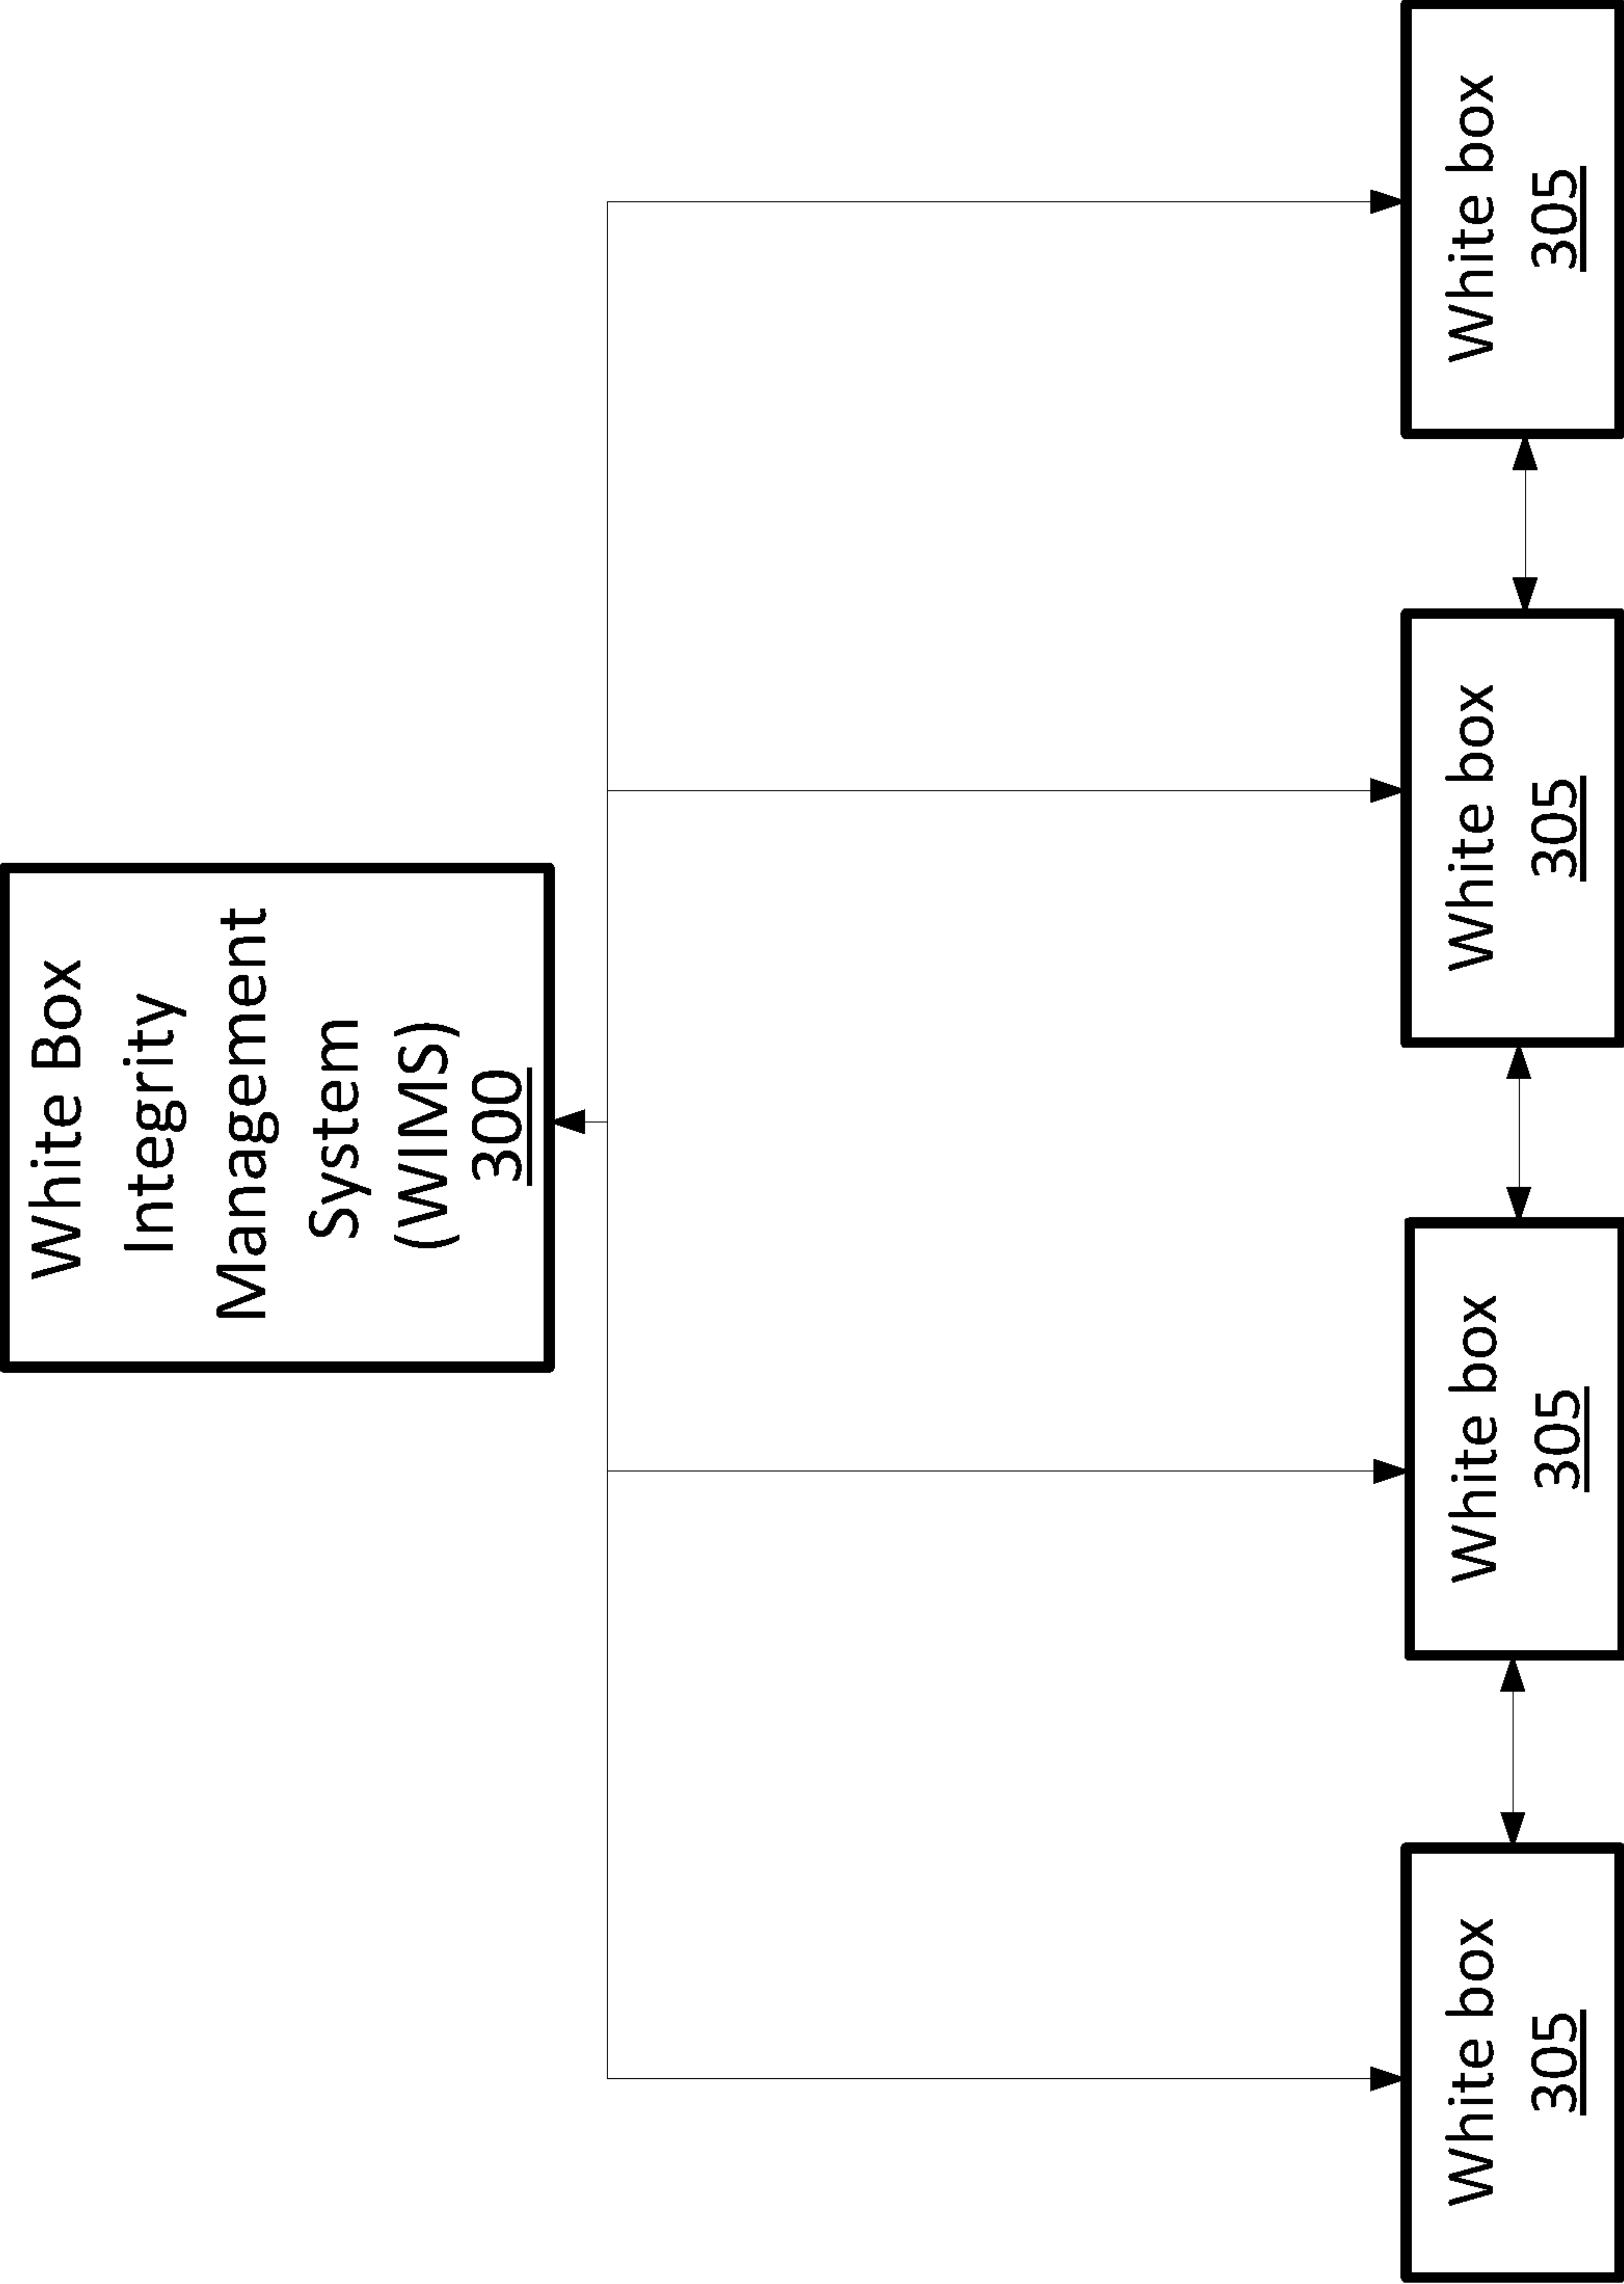 White Box
Integrity
Management
System
(WIMS)
300
White box
305
White box
305
White box
305
White box
305